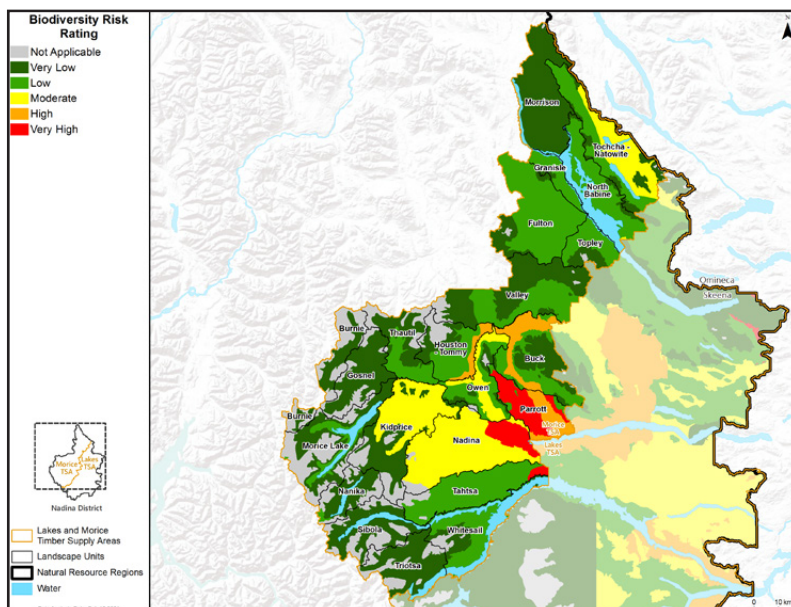 Biodiversity Risk
Rating
Not Applicable
Very Low
Low
Moderate
High
Very High
Morrison
Tochcha -
Natowite
Granisle
North
Babine
Fulton
Topley
Omineca
Skeena
Valley
Burnie
Thautil
Houston
Tommy
Buck
Gosnel
Owen
Parrott
Burnie
Kidprice
Morice
TSA
Morice Lake
Nadina
Lakes
TSA
Nanika
Tahtsa
Sibola
Whitesail
Triotsa
Morice
TSA
Lakes
TSA
Nadina District
Lakes and Morice
Timber Supply Areas
Landscape Units
Natural Resource Regions
Water
0 10 km